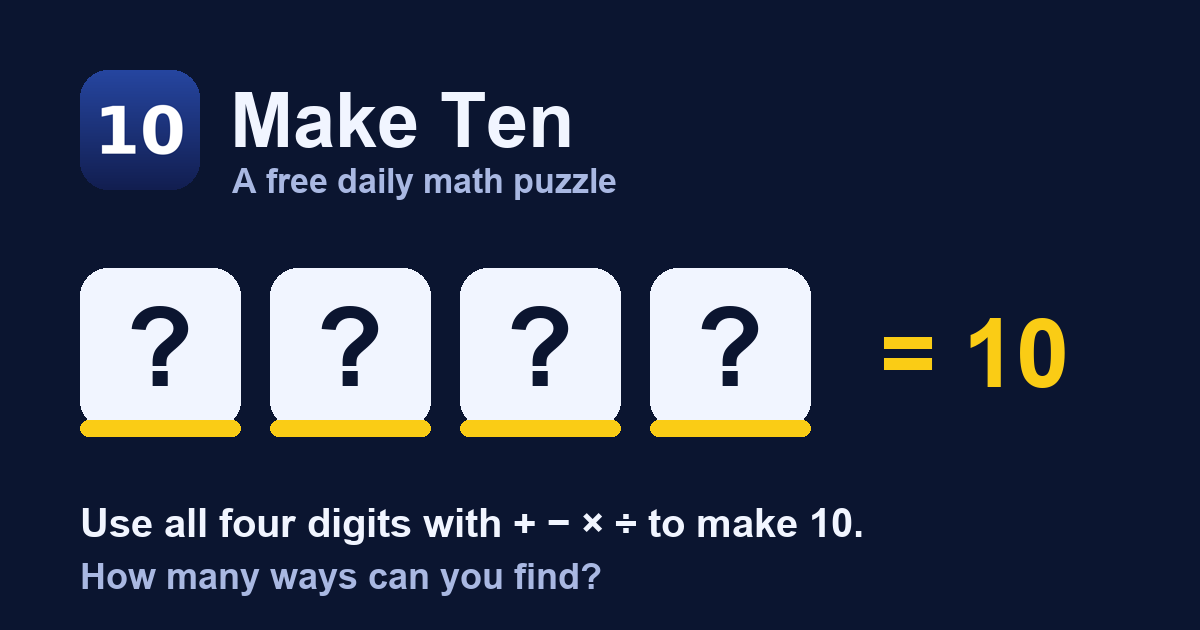 10
Make Ten
A free daily math puzzle
? ? ? ? = 10
Use all four digits with + − × ÷ to make 10.
How many ways can you find?